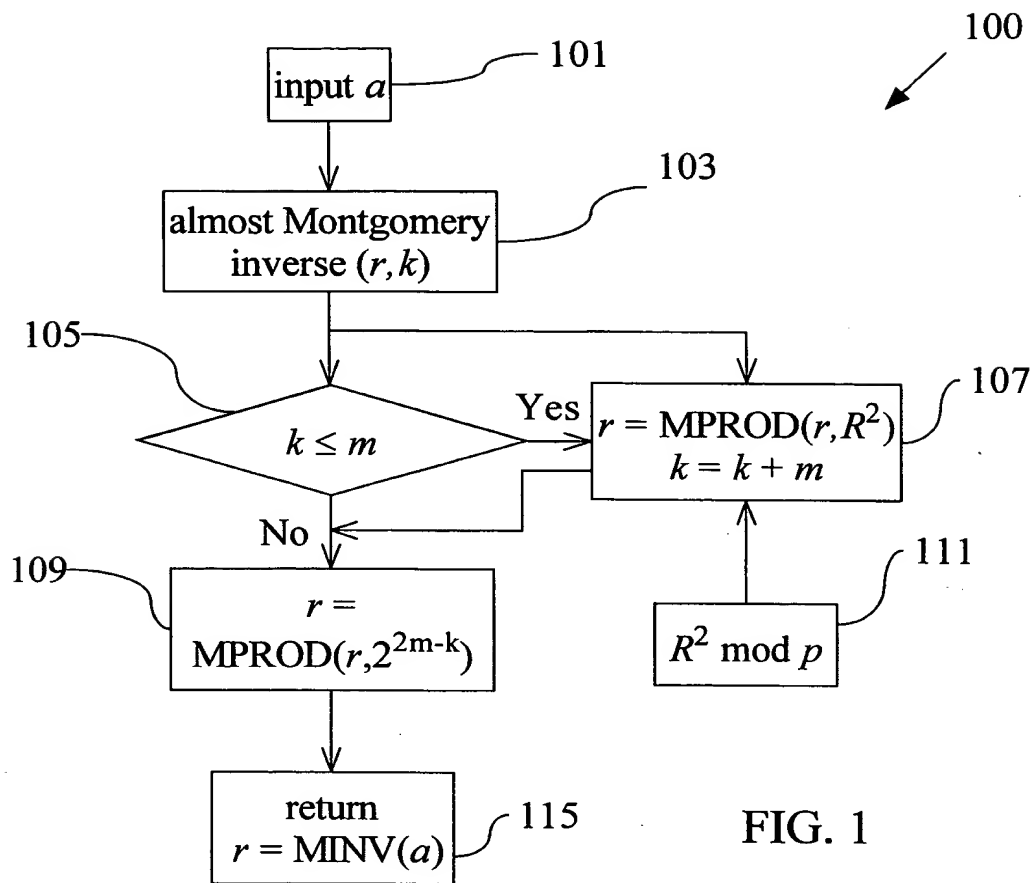 100
101
input a
103
almost Montgomery
inverse (r, k)
105
k ≤ m
Yes
107
r = MPROD(r, R²)
k = k + m
No
109
r =
MPROD(r, 2^{2m-k})
111
R² mod p
return
r = MINV(a)
115
FIG. 1